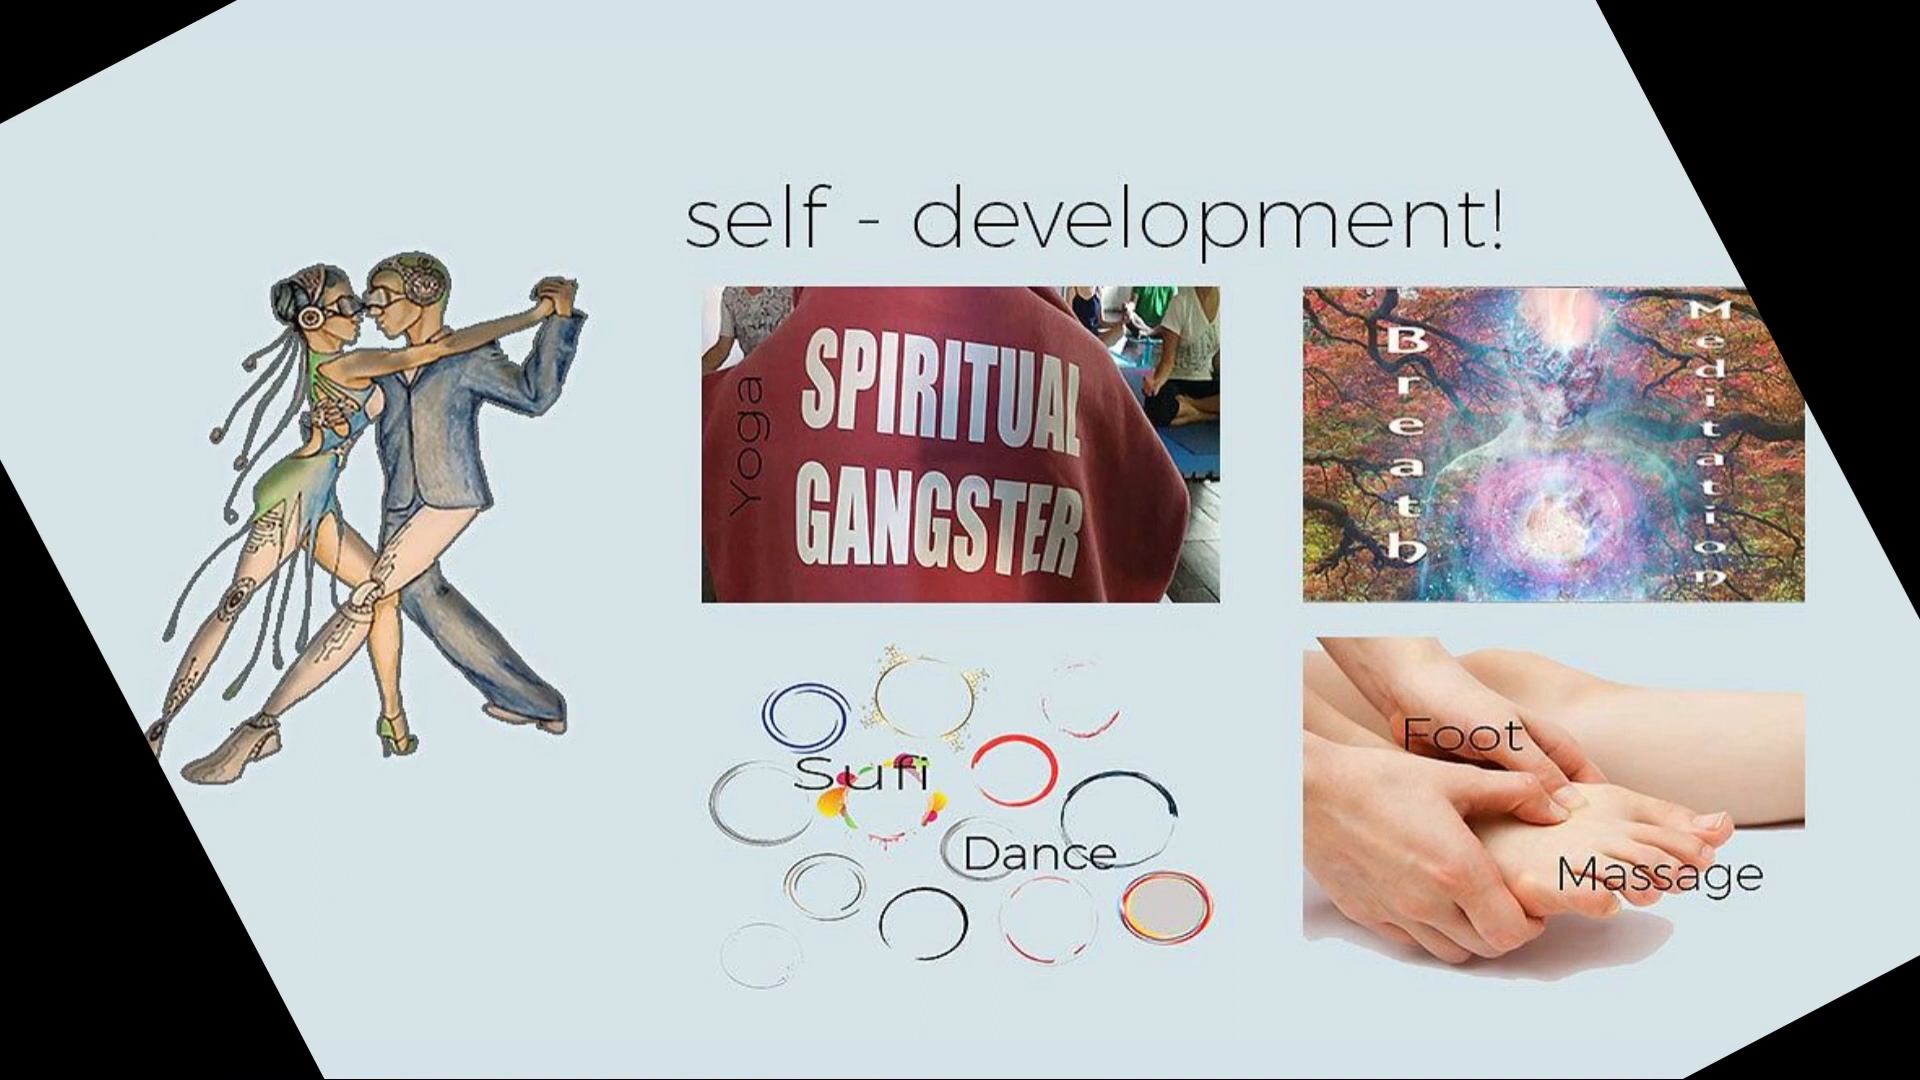 self - development!
Yoga
SPIRITUAL
GANGSTER
Breath
Meditation
Sufi
Dance
Foot
Massage